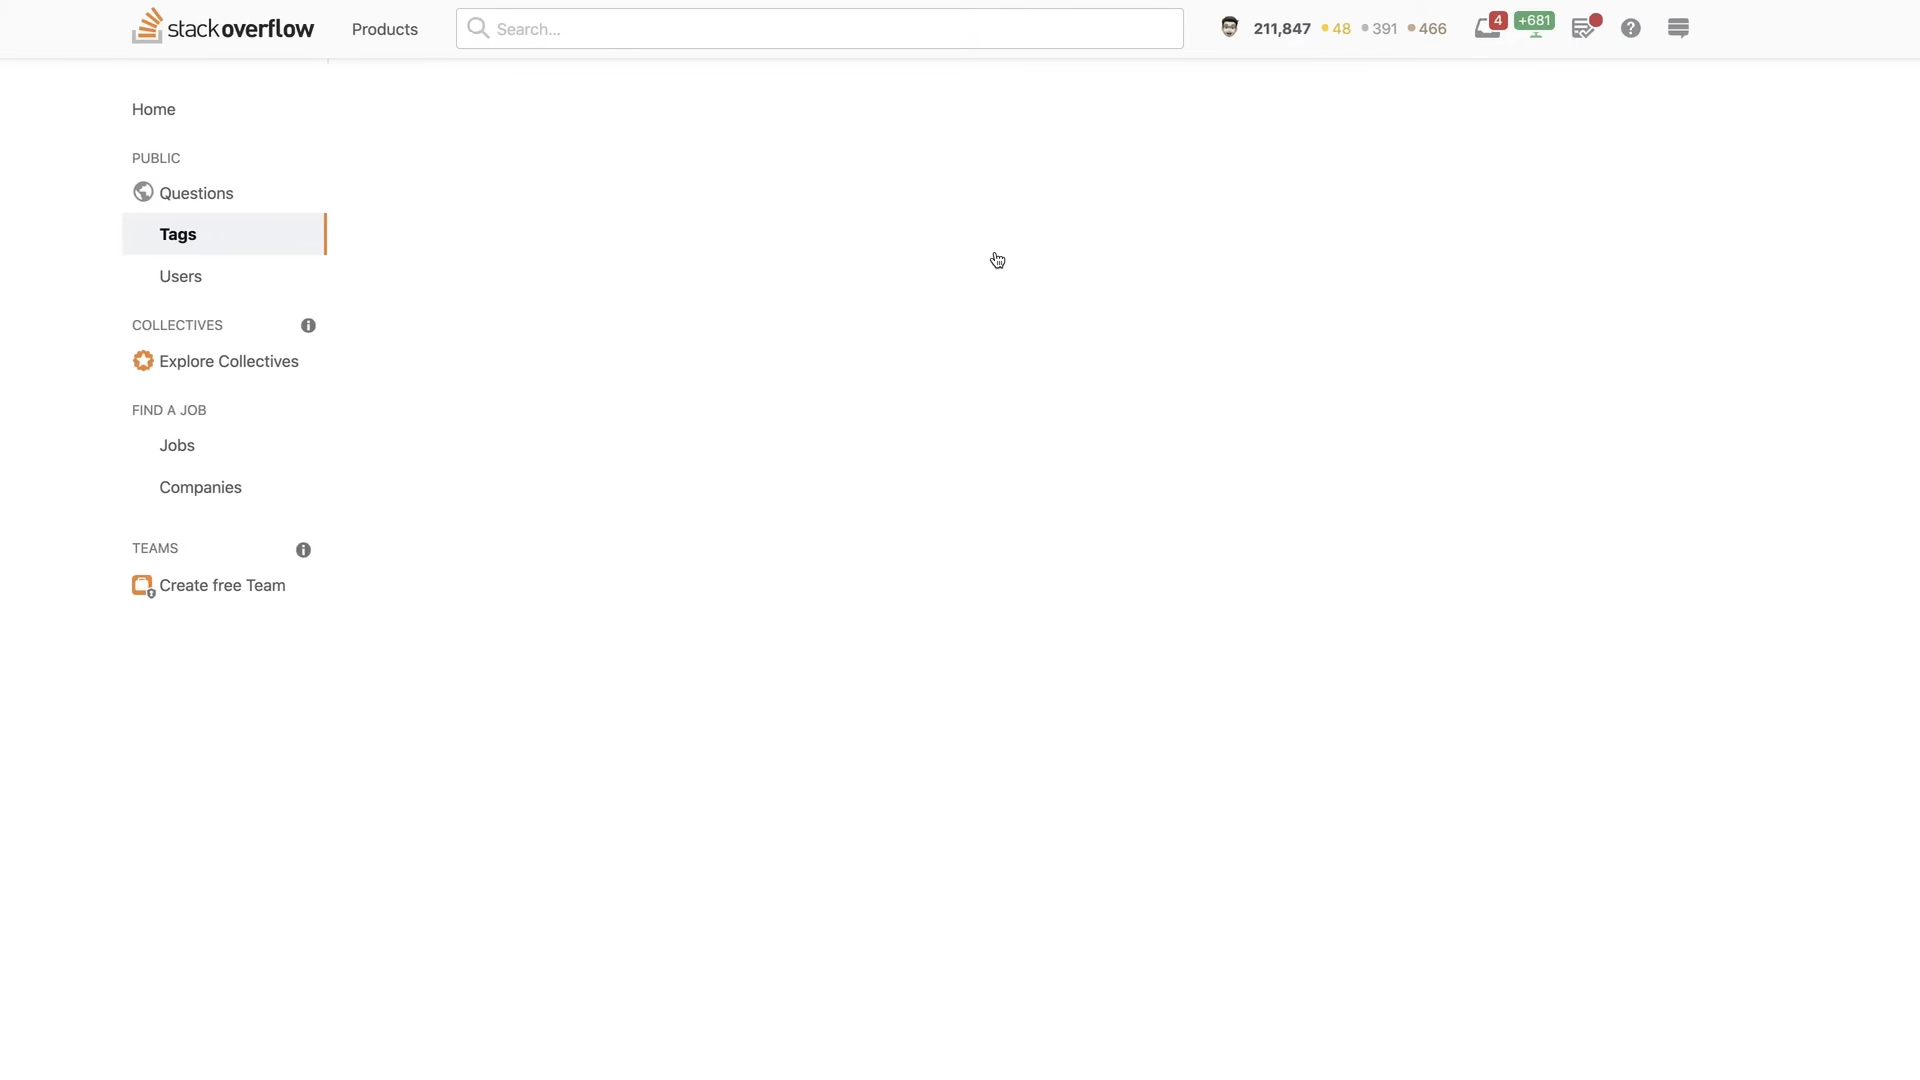 stackoverflow Products Search... 211,847 48 391 466 4 +681
Home
PUBLIC
Questions
Tags
Users
COLLECTIVES
Explore Collectives
FIND A JOB
Jobs
Companies
TEAMS
Create free Team